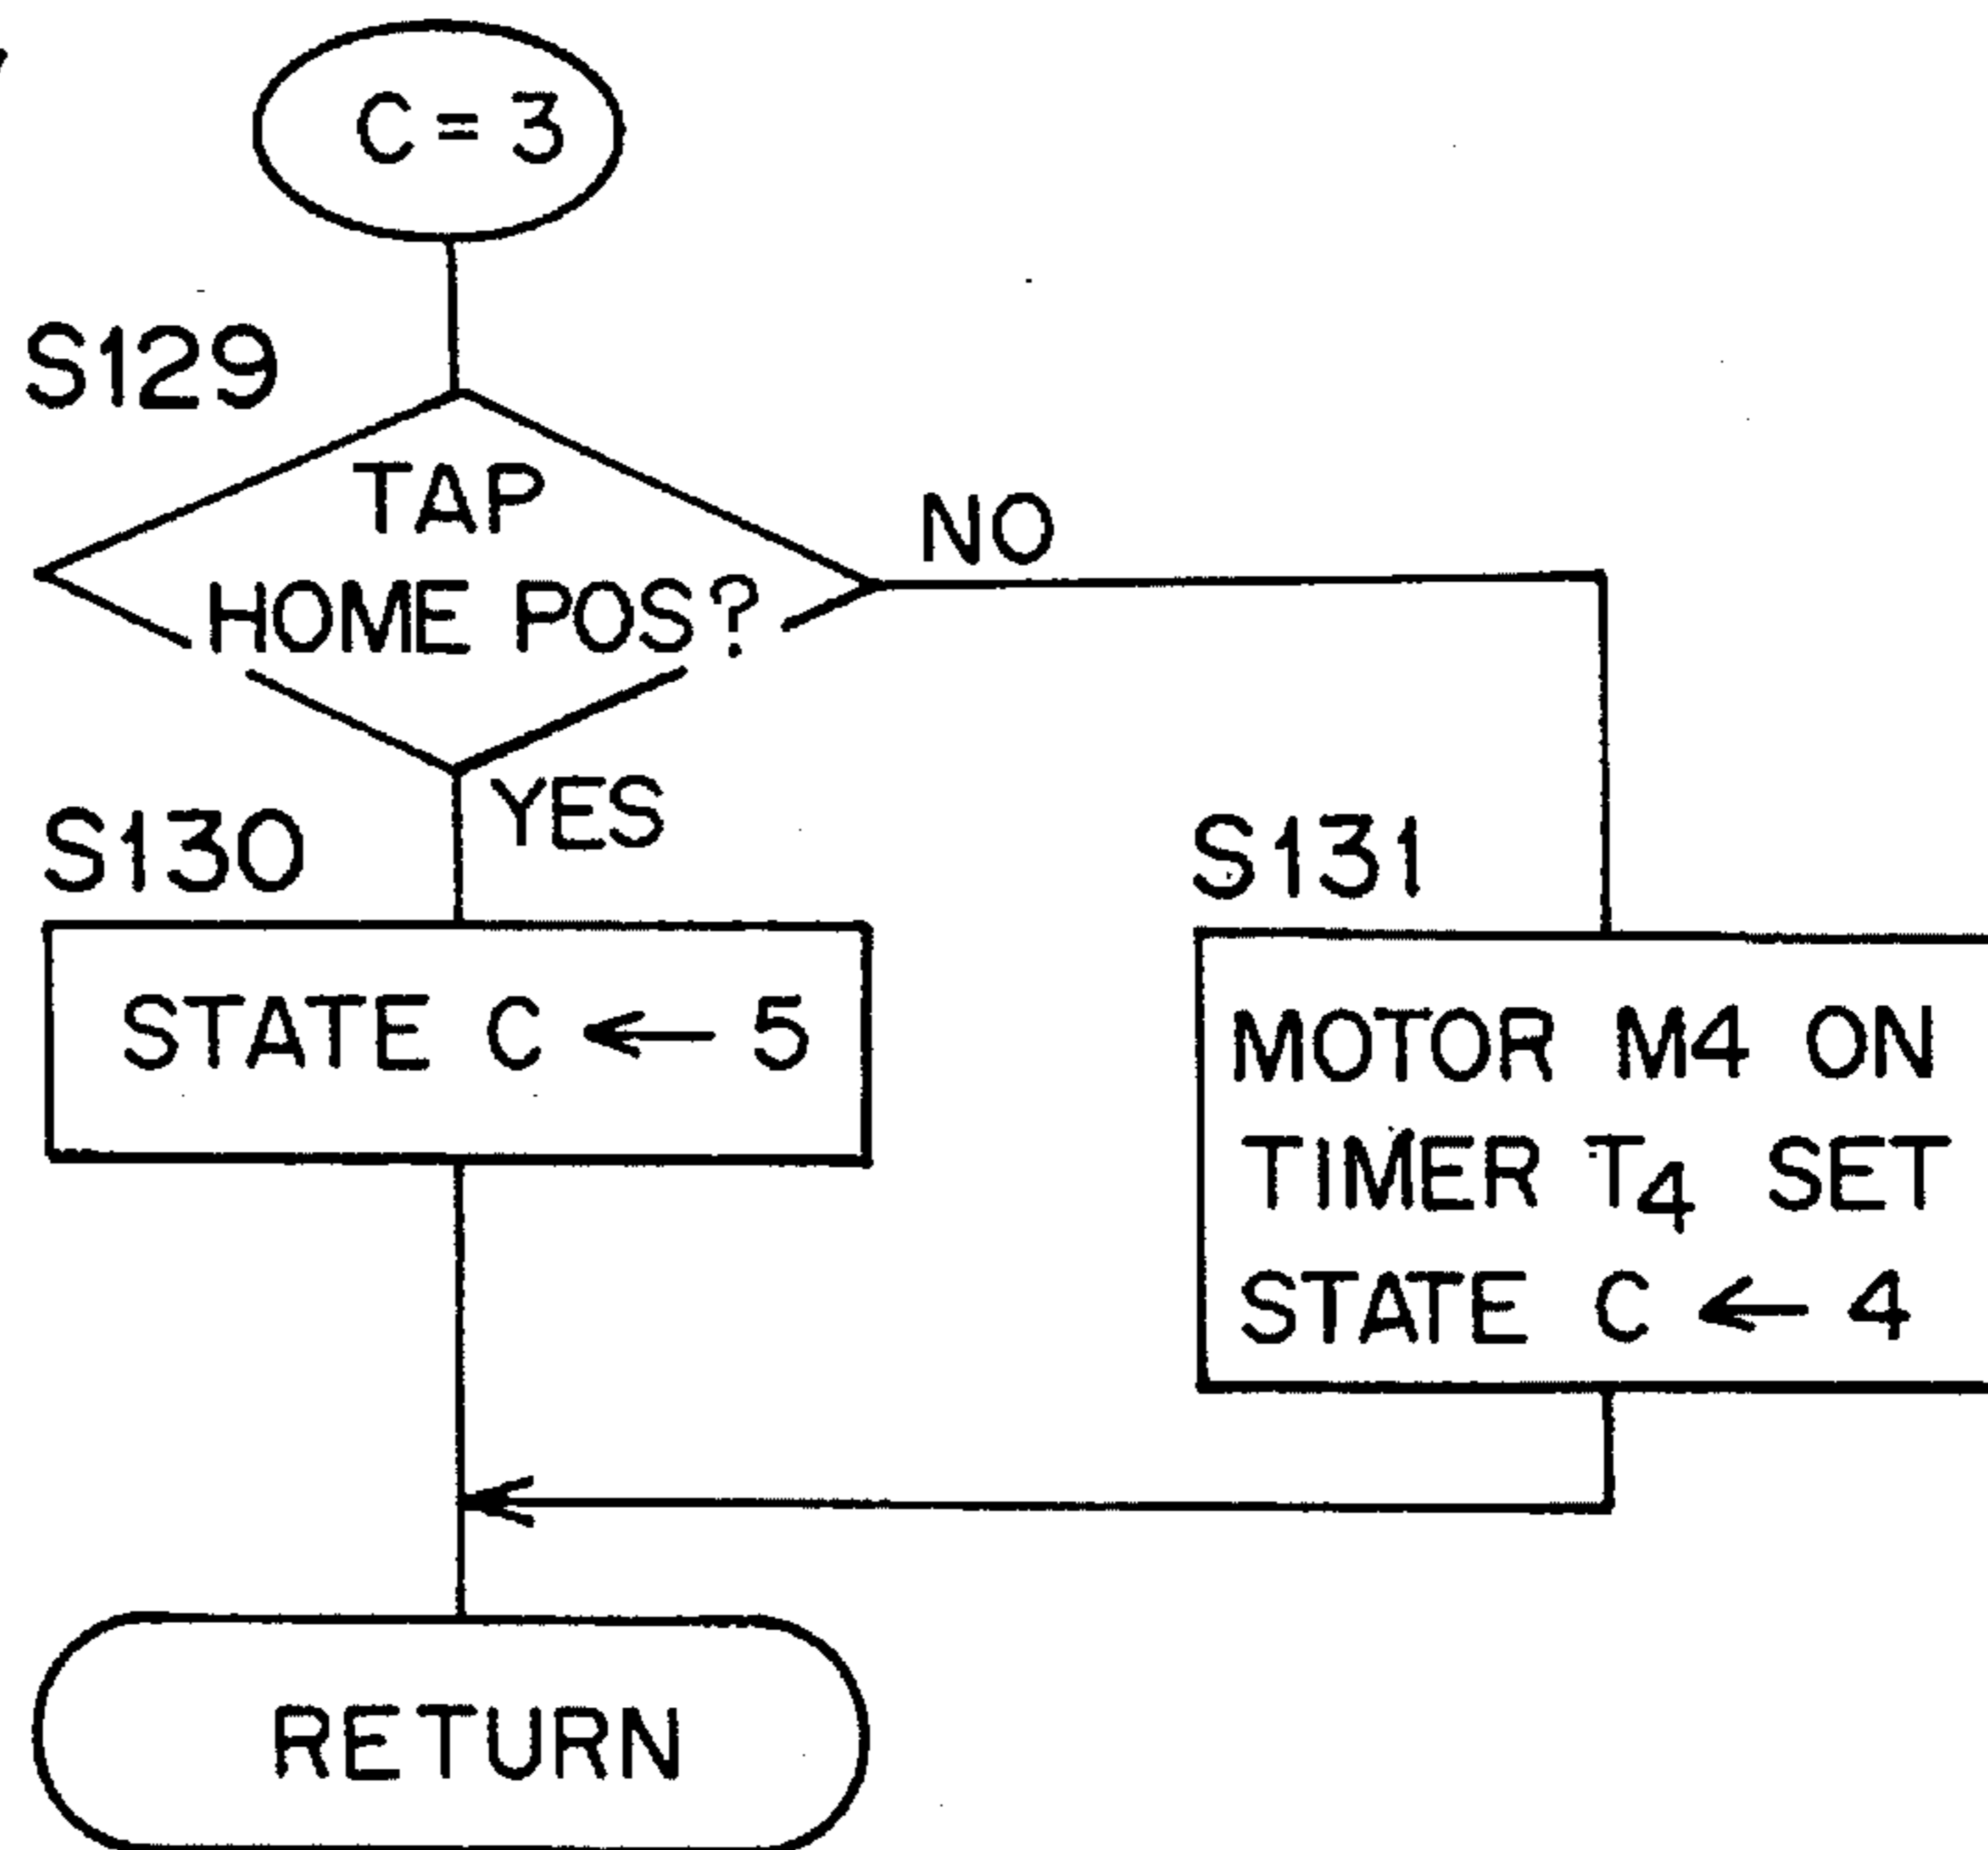 C = 3
S129
TAP
HOME POS?
NO
YES
S130
STATE C ← 5
S131
MOTOR M4 ON
TIMER T4 SET
STATE C ← 4
RETURN